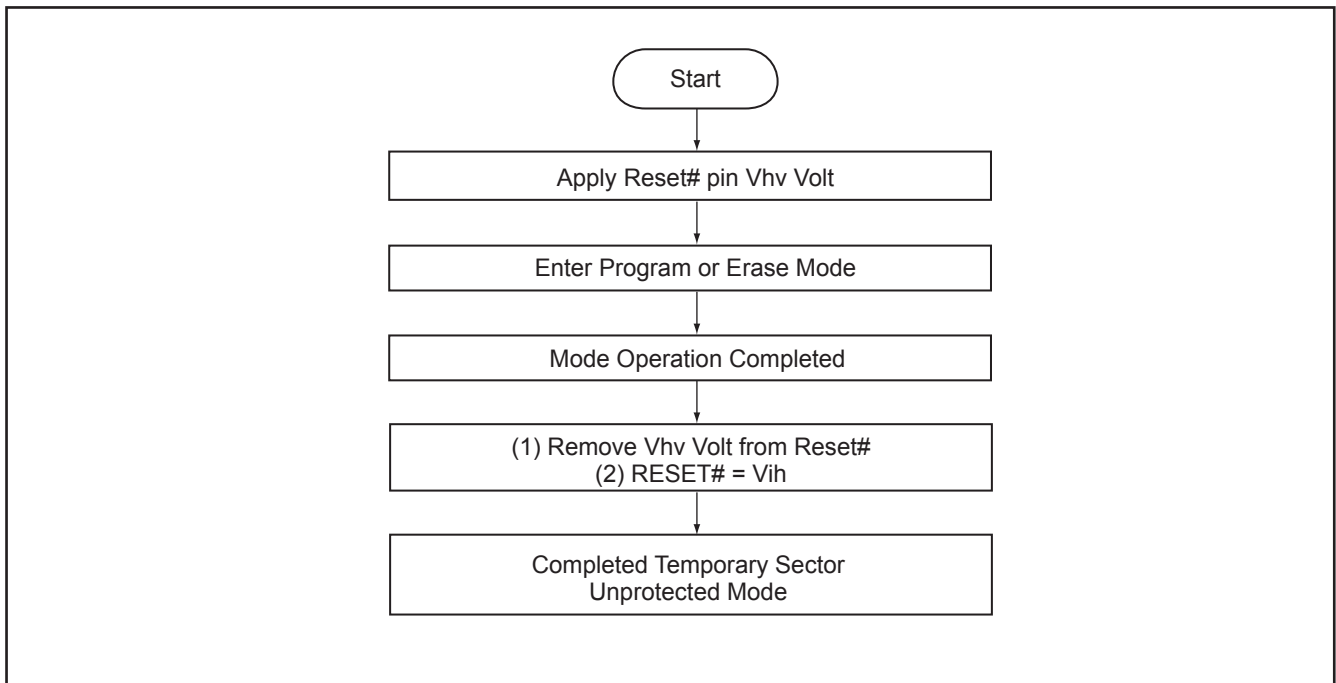 Start
Apply Reset# pin Vhv Volt
Enter Program or Erase Mode
Mode Operation Completed
(1) Remove Vhv Volt from Reset#
(2) RESET# = Vih
Completed Temporary Sector
Unprotected Mode